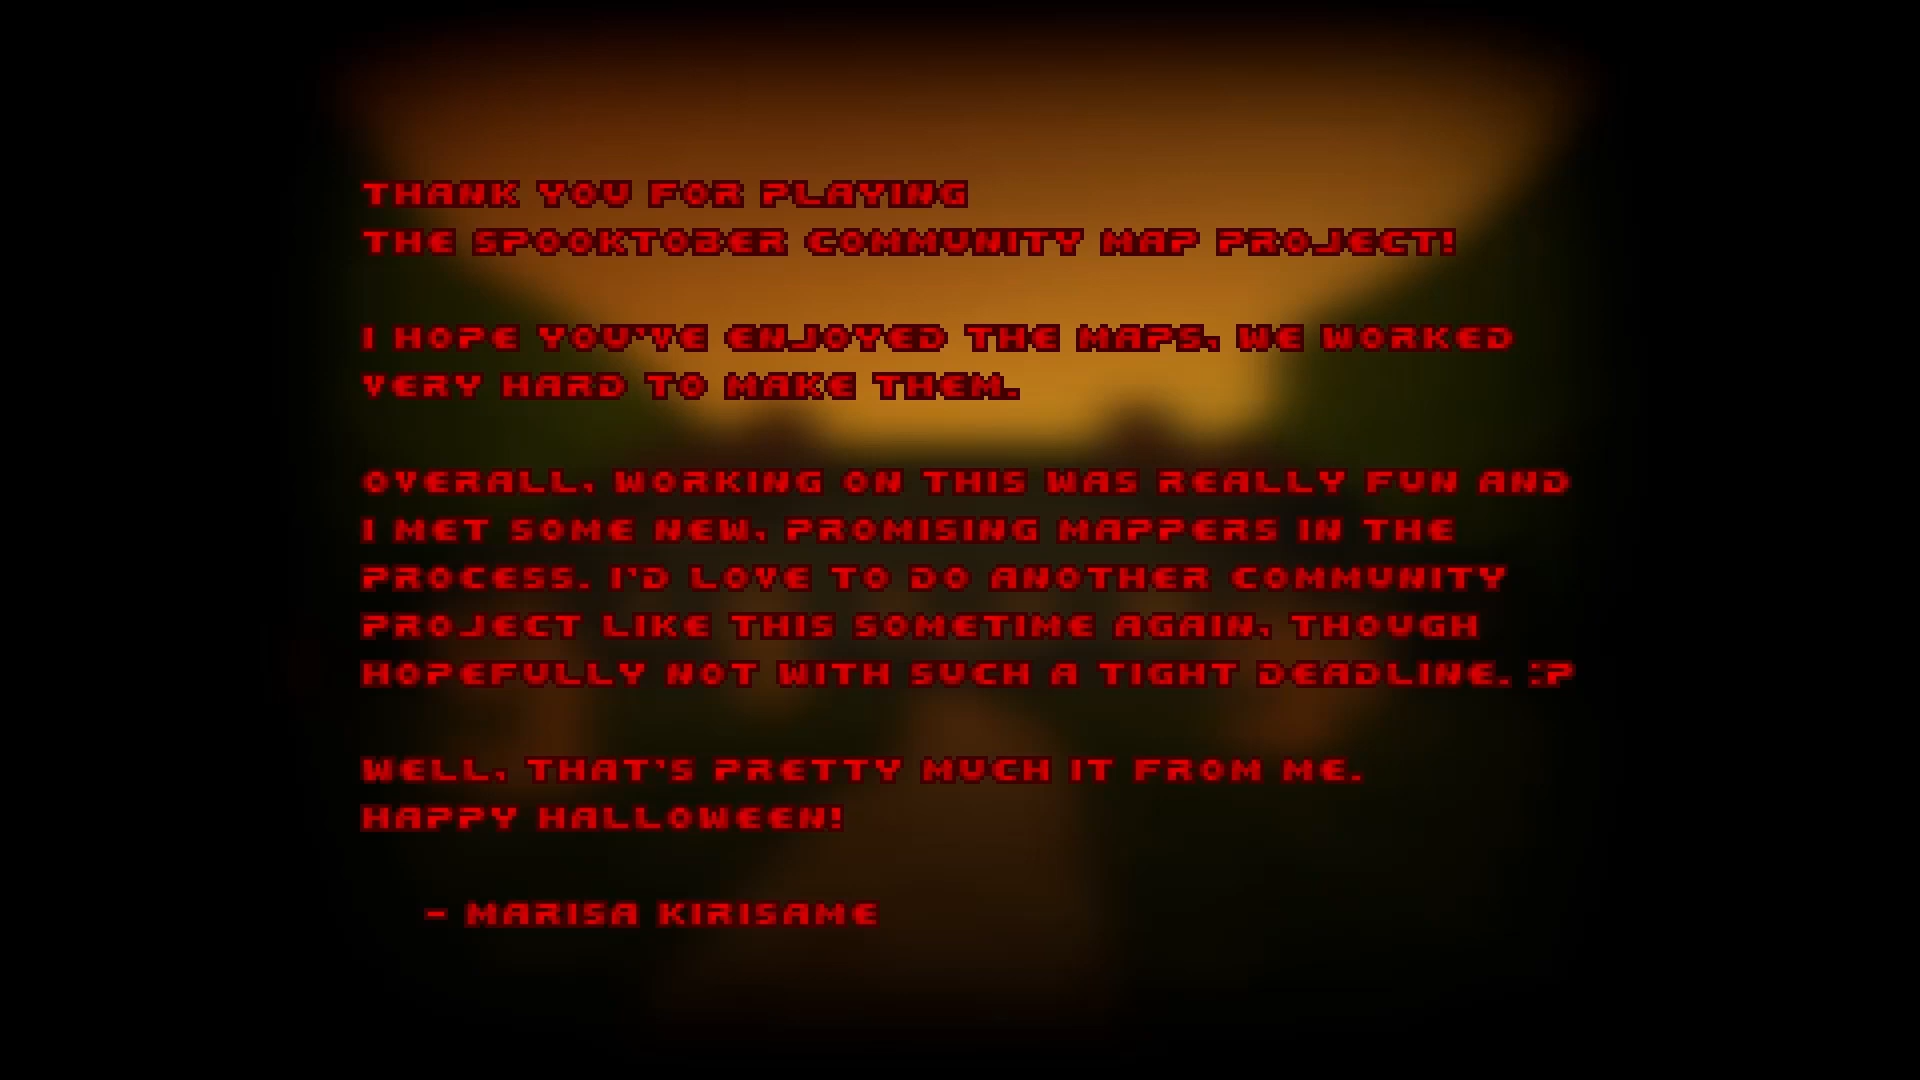 THANK YOU FOR PLAYING
THE SPOOKTOBER COMMUNITY MAP PROJECT!
I HOPE YOU'VE ENJOYED THE MAPS, WE WORKED
VERY HARD TO MAKE THEM.
OVERALL, WORKING ON THIS WAS REALLY FUN AND
I MET SOME NEW, PROMISING MAPPERS IN THE
PROCESS. I'D LOVE TO DO ANOTHER COMMUNITY
PROJECT LIKE THIS SOMETIME AGAIN, THOUGH
HOPEFULLY NOT WITH SUCH A TIGHT DEADLINE. :P
WELL, THAT'S PRETTY MUCH IT FROM ME.
HAPPY HALLOWEEN!
- MARISA KIRISAME